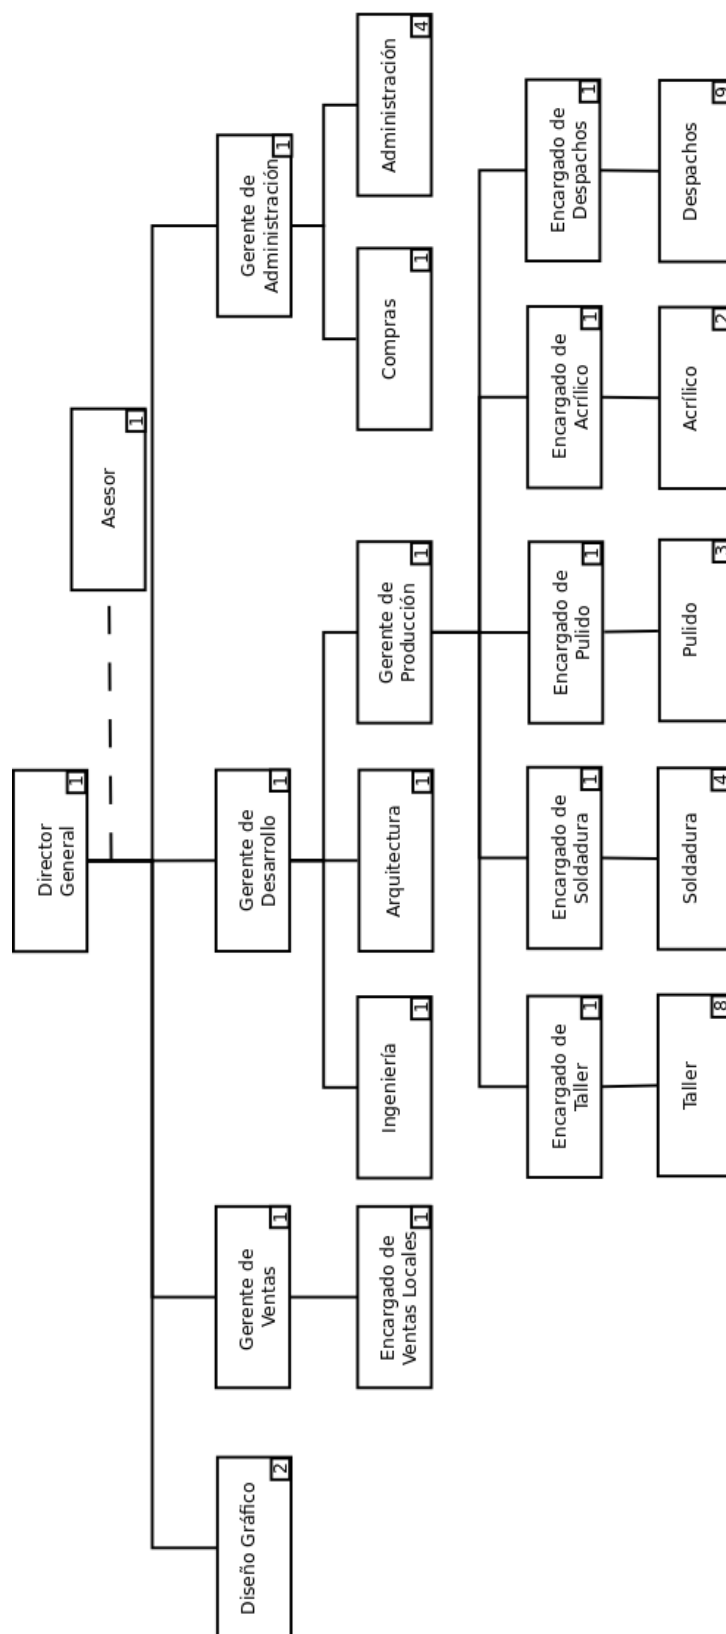 Director
General
1
Asesor
1
Diseño Gráfico
2
Gerente de
Ventas
1
Gerente de
Desarrollo
1
Gerente de
Administración
1
Encargado de
Ventas Locales
1
Ingeniería
1
Arquitectura
1
Gerente de
Producción
1
Compras
1
Administración
4
Encargado de
Taller
1
Encargado de
Soldadura
1
Encargado de
Pulido
1
Encargado de
Acrílico
1
Encargado de
Despachos
1
Taller
8
Soldadura
4
Pulido
3
Acrílico
2
Despachos
9